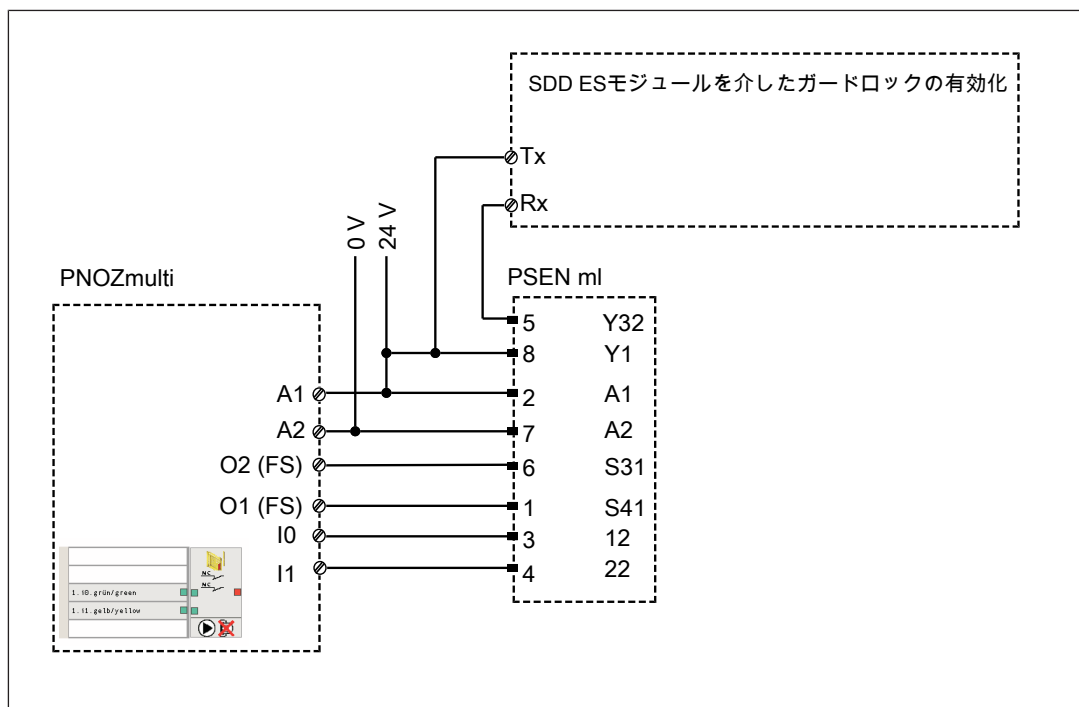 SDD ESモジュールを介したガードロックの有効化
Tx
Rx
0 V
24 V
PNOZmulti
PSEN ml
5 Y32
8 Y1
A1 2 A1
A2 7 A2
O2 (FS) 6 S31
O1 (FS) 1 S41
I0 3 12
I1 4 22
NC
NC
1.i0.grün/green
1.i1.gelb/yellow